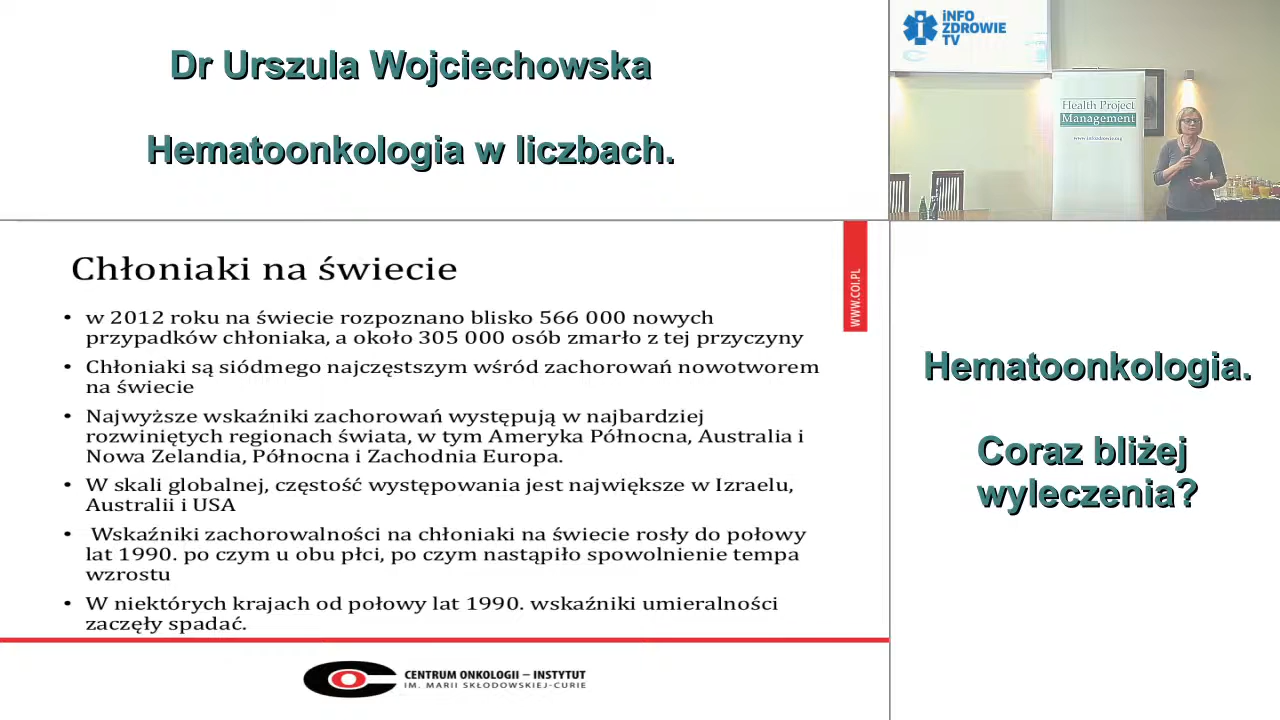 Dr Urszula Wojciechowska
Hematoonkologia w liczbach.
iNFO
ZDROWIE
TV
Health Project
Management
www.infozdrowie.org
Chłoniaki na świecie
WWW.COI.PL
• w 2012 roku na świecie rozpoznano blisko 566 000 nowych
przypadków chłoniaka, a około 305 000 osób zmarło z tej przyczyny
• Chłoniaki są siódmego najczęstszym wśród zachorowań nowotworem
na świecie
• Najwyższe wskaźniki zachorowań występują w najbardziej
rozwiniętych regionach świata, w tym Ameryka Północna, Australia i
Nowa Zelandia, Północna i Zachodnia Europa.
• W skali globalnej, częstość występowania jest największe w Izraelu,
Australii i USA
• Wskaźniki zachorowalności na chłoniaki na świecie rosły do połowy
lat 1990. po czym u obu płci, po czym nastąpiło spowolnienie tempa
wzrostu
• W niektórych krajach od połowy lat 1990. wskaźniki umieralności
zaczęły spadać.
CENTRUM ONKOLOGII – INSTYTUT
IM. MARII SKŁODOWSKIEJ-CURIE
Hematoonkologia.
Coraz bliżej
wyleczenia?